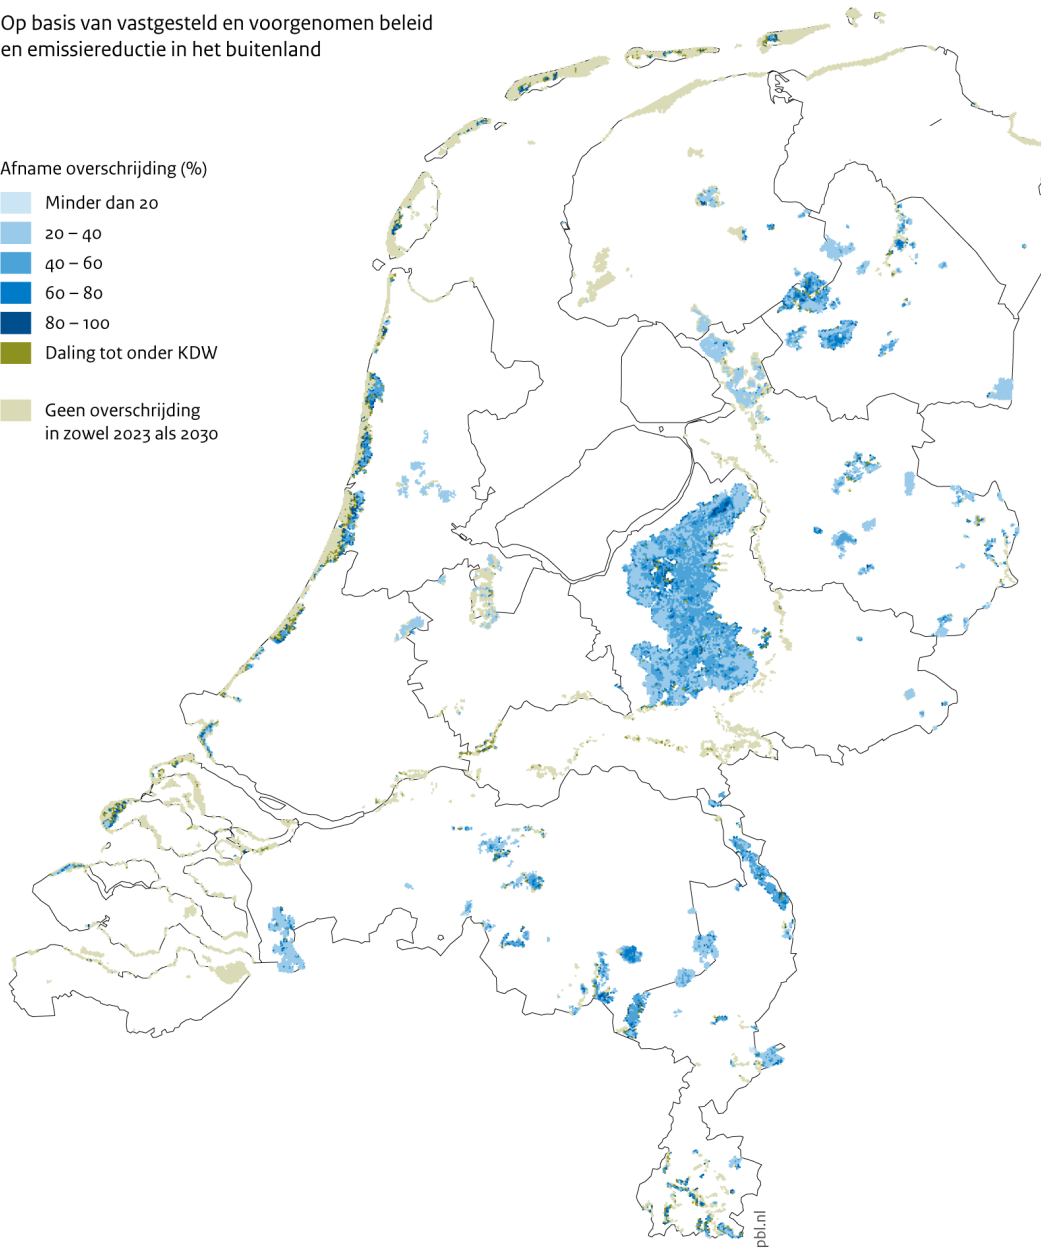 Op basis van vastgesteld en voorgenomen beleid
en emissiereductie in het buitenland
Afname overschrijding (%)
Minder dan 20
20 – 40
40 – 60
60 – 80
80 – 100
Daling tot onder KDW
Geen overschrijding
in zowel 2023 als 2030
pbl.nl